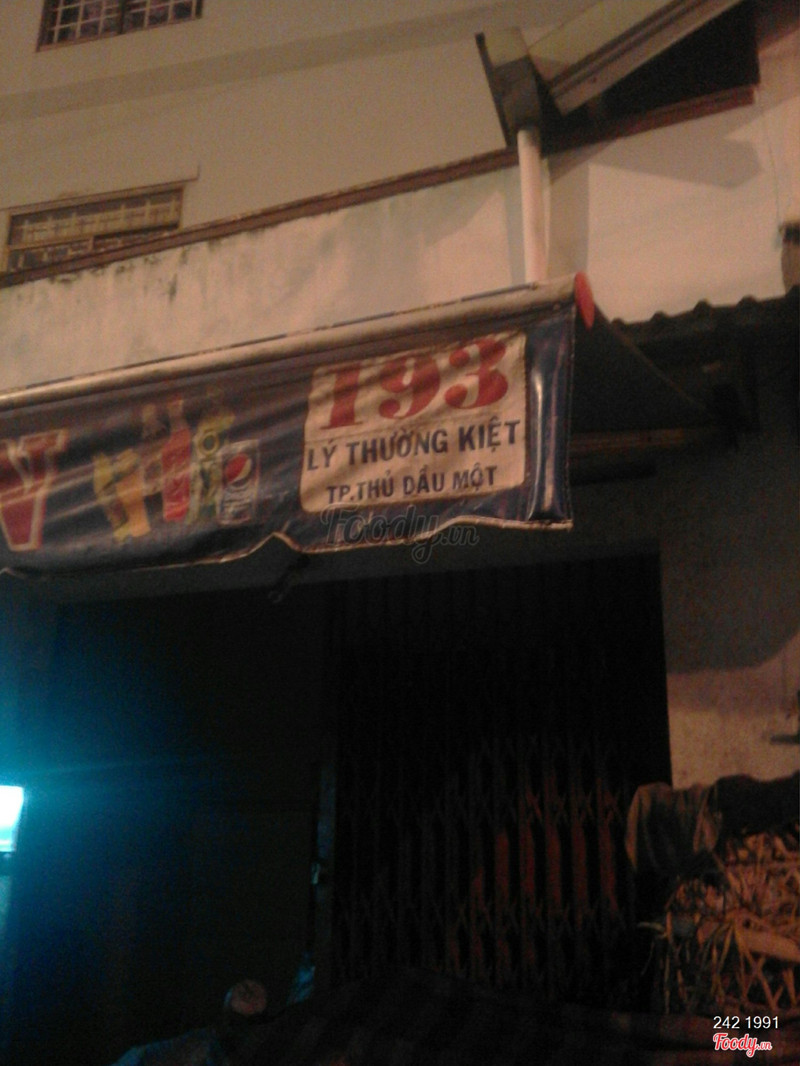 193
LÝ THƯỜNG KIỆT
TP.THỦ DẦU MỘT
Foody.vn
242 1991
Foody.vn